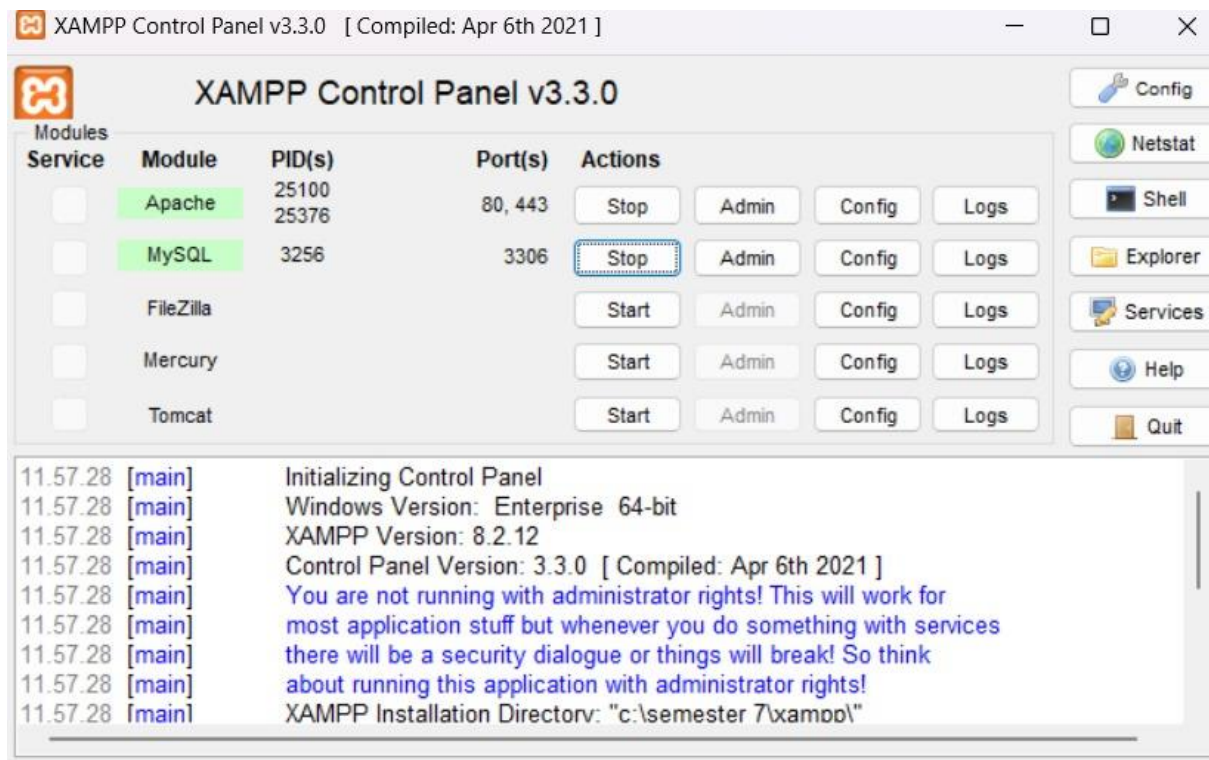 XAMPP Control Panel v3.3.0 [ Compiled: Apr 6th 2021 ]
XAMPP Control Panel v3.3.0
Config
Modules
Service Module PID(s) Port(s) Actions
Netstat
Apache 25100 25376 80, 443 Stop Admin Config Logs
Shell
MySQL 3256 3306 Stop Admin Config Logs
Explorer
FileZilla Start Admin Config Logs
Services
Mercury Start Admin Config Logs
Help
Tomcat Start Admin Config Logs
Quit
11.57.28 [main] Initializing Control Panel
11.57.28 [main] Windows Version: Enterprise 64-bit
11.57.28 [main] XAMPP Version: 8.2.12
11.57.28 [main] Control Panel Version: 3.3.0 [ Compiled: Apr 6th 2021 ]
11.57.28 [main] You are not running with administrator rights! This will work for
11.57.28 [main] most application stuff but whenever you do something with services
11.57.28 [main] there will be a security dialogue or things will break! So think
11.57.28 [main] about running this application with administrator rights!
11.57.28 [main] XAMPP Installation Directory: "c:\semester 7\xampp\"